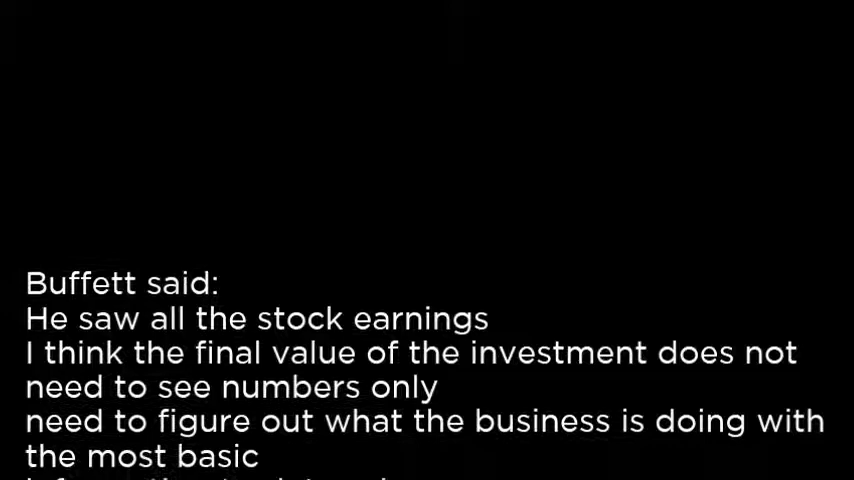 Buffett said:
He saw all the stock earnings
I think the final value of the investment does not
need to see numbers only
need to figure out what the business is doing with
the most basic